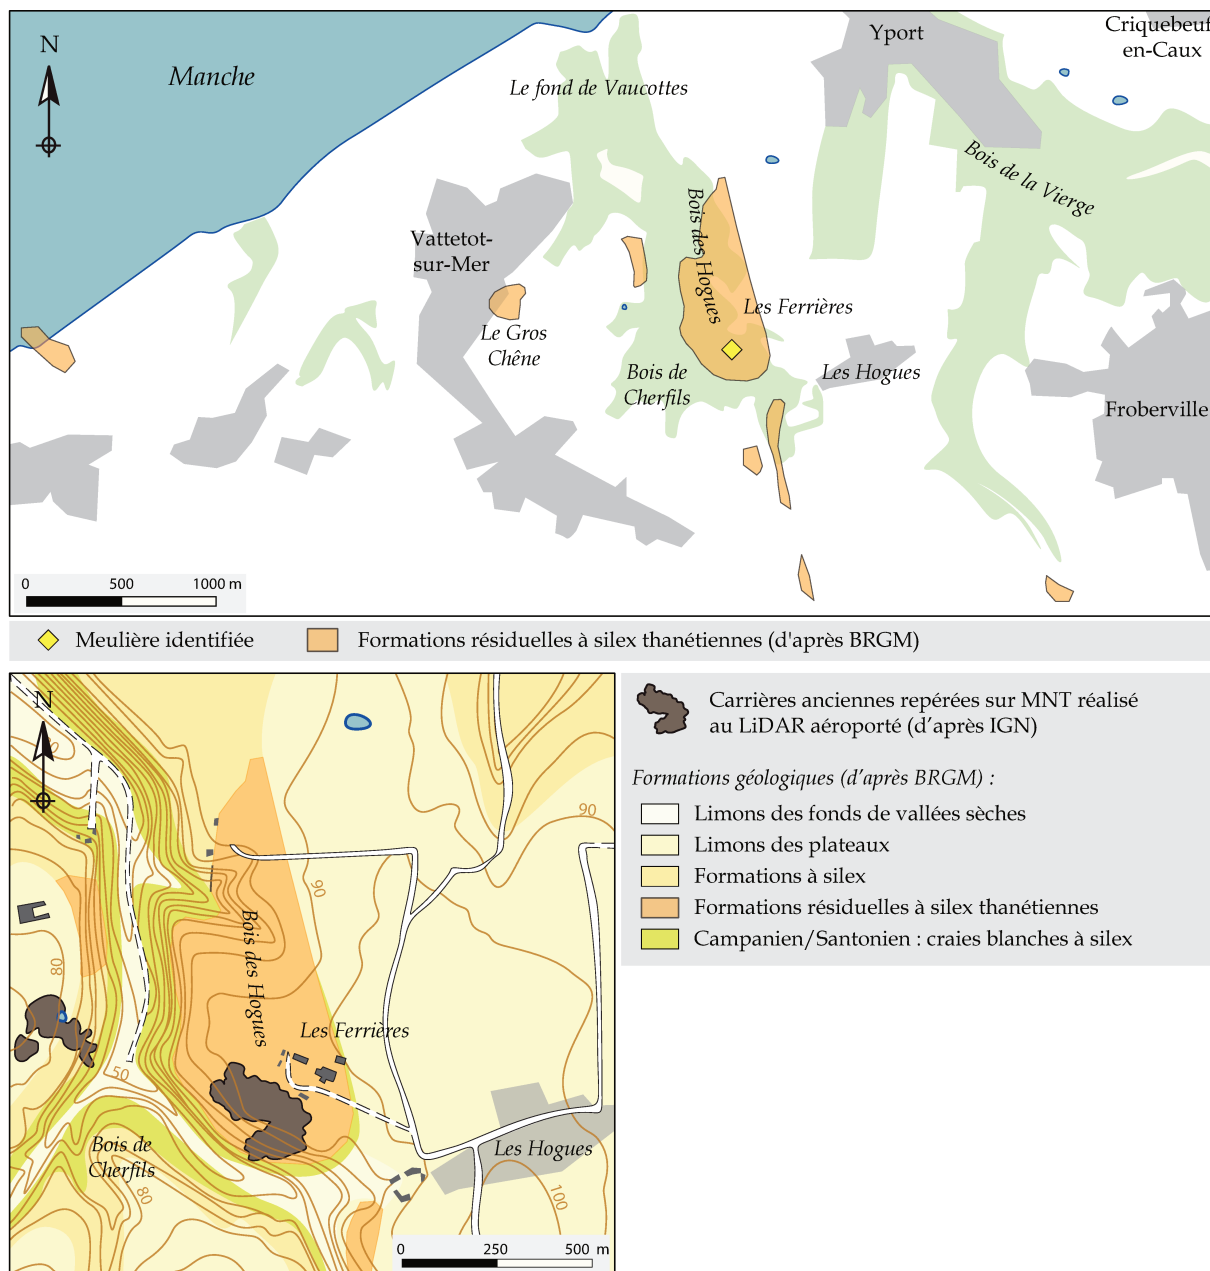 N
Manche
Le fond de Vaucottes
Yport
Criquebeuf
en-Caux
Bois de la Vierge
Vattetot-
sur-Mer
Bois des Hogues
Le Gros
Chêne
Les Ferrières
Bois de
Cherfils
Les Hogues
Froberville
0 500 1000 m
Meulière identifiée
Formations résiduelles à silex thanétiennes (d'après BRGM)
N
90
90
80
Bois des Hogues
Les Ferrières
50
Bois de
Cherfils
80
Les Hogues
100
0 250 500 m
Carrières anciennes repérées sur MNT réalisé
au LiDAR aéroporté (d’après IGN)
Formations géologiques (d’après BRGM) :
Limons des fonds de vallées sèches
Limons des plateaux
Formations à silex
Formations résiduelles à silex thanétiennes
Campanien/Santonien : craies blanches à silex